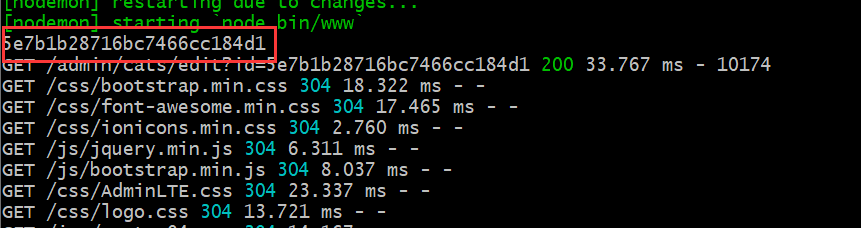 [nodemon] restarting due to changes...
[nodemon] starting `node bin/www`
5e7b1b28716bc7466cc184d1
GET /admin/cats/edit?id=5e7b1b28716bc7466cc184d1 200 33.767 ms - 10174
GET /css/bootstrap.min.css 304 18.322 ms - -
GET /css/font-awesome.min.css 304 17.465 ms - -
GET /css/ionicons.min.css 304 2.760 ms - -
GET /js/jquery.min.js 304 6.311 ms - -
GET /js/bootstrap.min.js 304 8.037 ms - -
GET /css/AdminLTE.css 304 23.337 ms - -
GET /css/logo.css 304 13.721 ms - -